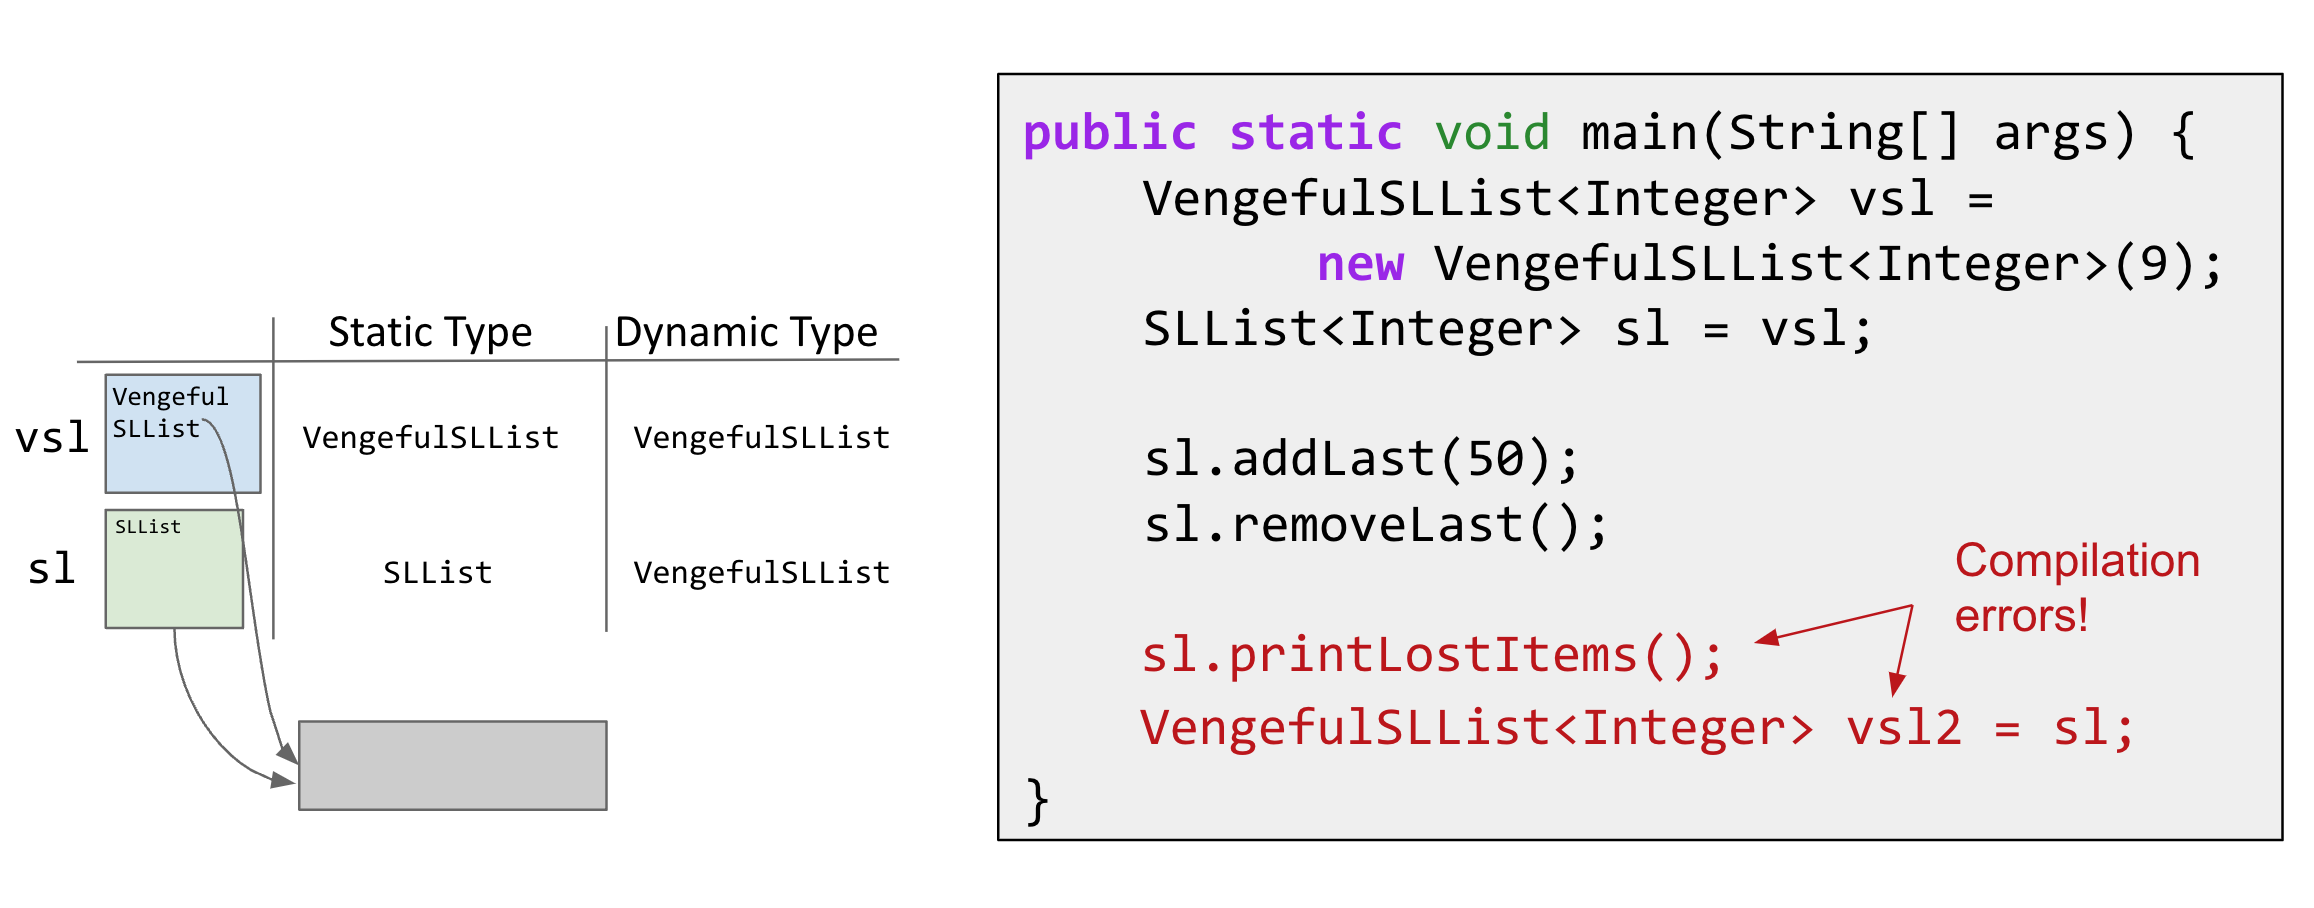 Static Type Dynamic Type
vsl Vengeful
SLList VengefulSLList VengefulSLList
sl SLList SLList VengefulSLList
public static void main(String[] args) {
VengefulSLList<Integer> vsl =
new VengefulSLList<Integer>(9);
SLList<Integer> sl = vsl;
sl.addLast(50);
sl.removeLast();
Compilation
errors!
sl.printLostItems();
VengefulSLList<Integer> vsl2 = sl;
}